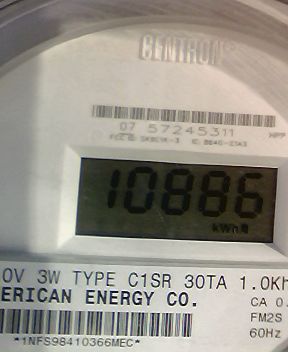 CENTRON
07 57245311
10886
kWh
0V 3W TYPE C1SR 30TA 1.0Kh
ERICAN ENERGY CO.
CA 0.
FM2S
60Hz
*1NFS98410366MEC*